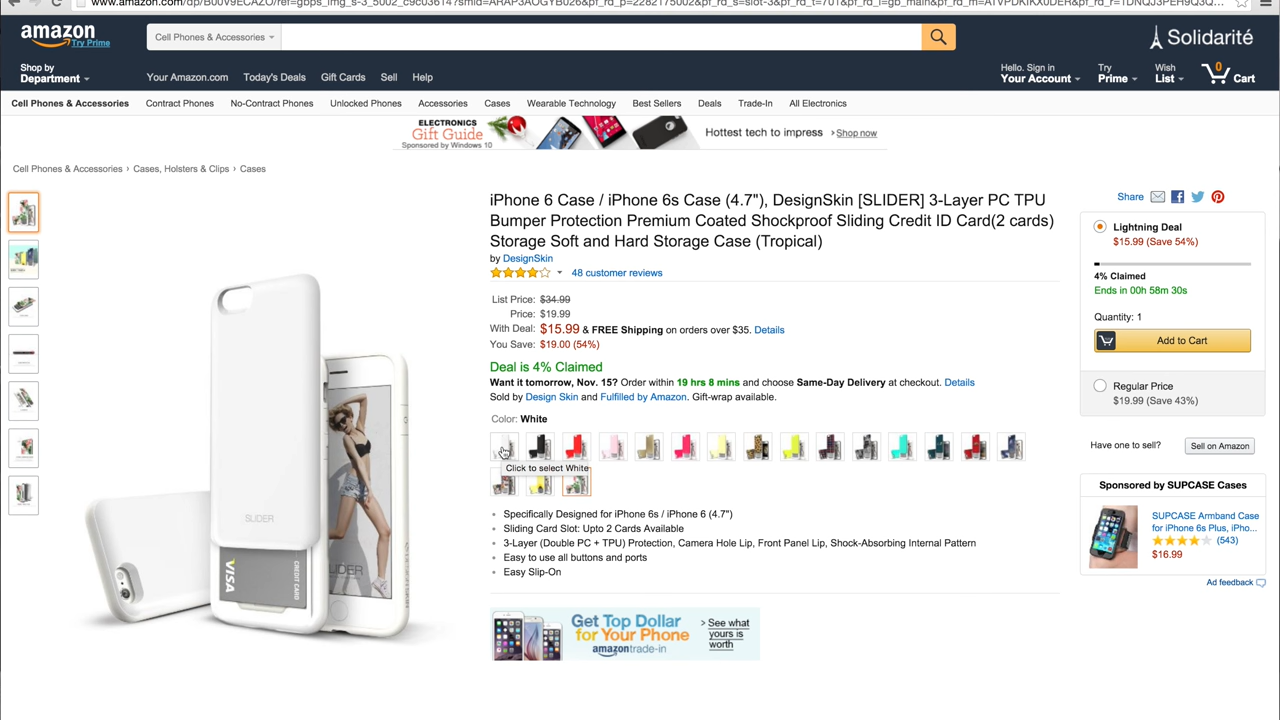 amazon
Try Prime
Cell Phones & Accessories
Solidarité
Shop by
Department
Your Amazon.com Today's Deals Gift Cards Sell Help
Hello. Sign in
Your Account
Try
Prime
Wish
List
0
Cart
Cell Phones & Accessories Contract Phones No-Contract Phones Unlocked Phones Accessories Cases Wearable Technology Best Sellers Deals Trade-In All Electronics
ELECTRONICS
Gift Guide
Sponsored by Windows 10
Hottest tech to impress › Shop now
Cell Phones & Accessories › Cases, Holsters & Clips › Cases
iPhone 6 Case / iPhone 6s Case (4.7"), DesignSkin [SLIDER] 3-Layer PC TPU
Bumper Protection Premium Coated Shockproof Sliding Credit ID Card(2 cards)
Storage Soft and Hard Storage Case (Tropical)
by DesignSkin
48 customer reviews
List Price: $34.99
Price: $19.99
With Deal: $15.99 & FREE Shipping on orders over $35. Details
You Save: $19.00 (54%)
Deal is 4% Claimed
Want it tomorrow, Nov. 15? Order within 19 hrs 8 mins and choose Same-Day Delivery at checkout. Details
Sold by Design Skin and Fulfilled by Amazon. Gift-wrap available.
Color: White
Click to select White
• Specifically Designed for iPhone 6s / iPhone 6 (4.7")
• Sliding Card Slot: Upto 2 Cards Available
• 3-Layer (Double PC + TPU) Protection, Camera Hole Lip, Front Panel Lip, Shock-Absorbing Internal Pattern
• Easy to use all buttons and ports
• Easy Slip-On
Get Top Dollar
for Your Phone
amazontrade-in
› See what
yours is
worth
SLIDER
VISA
CREDIT CARD
Share
Lightning Deal
$15.99 (Save 54%)
4% Claimed
Ends in 00h 58m 30s
Quantity: 1
Add to Cart
Regular Price
$19.99 (Save 43%)
Have one to sell? Sell on Amazon
Sponsored by SUPCASE Cases
SUPCASE Armband Case
for iPhone 6s Plus, iPho...
(543)
$16.99
Ad feedback